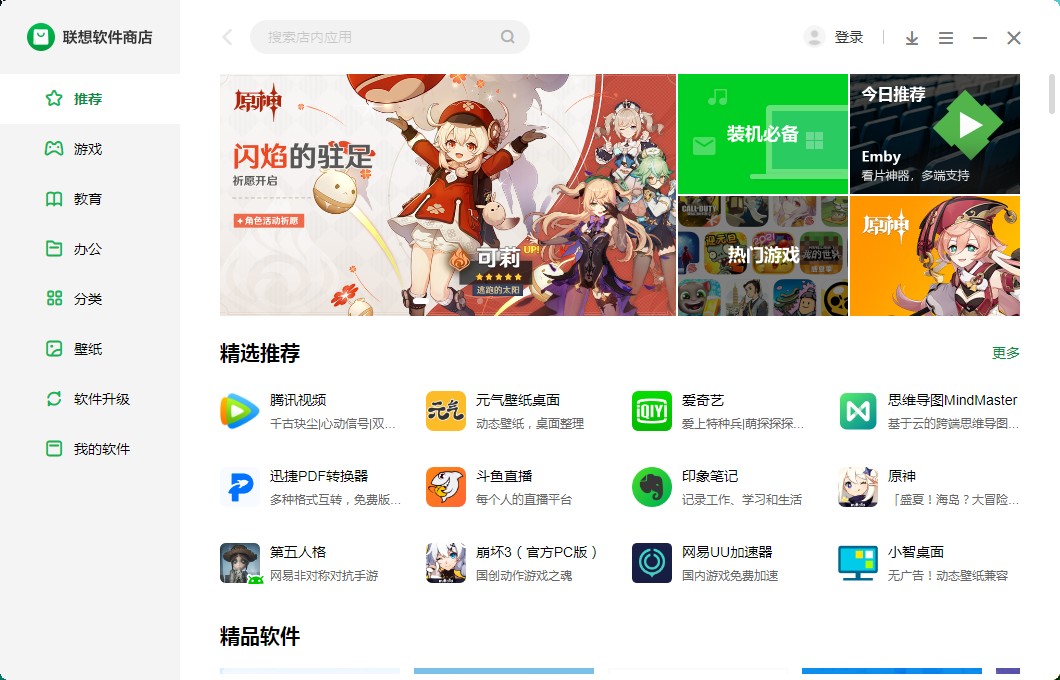 联想软件商店
搜索店内应用
登录
推荐
游戏
教育
办公
分类
壁纸
软件升级
我的软件
原神
闪焰的驻足
祈愿开启
角色活动祈愿
可莉 UP!
逃跑的太阳
装机必备
今日推荐
Emby
看片神器，多端支持
CALL OF DUTY
热门游戏
原神
精选推荐
更多
腾讯视频
千古玦尘|心动信号|双...
元气
元气壁纸桌面
动态壁纸，桌面整理
iQIYI
爱奇艺
爱上特种兵|萌探探探...
思维导图MindMaster
基于云的跨端思维导图...
迅捷PDF转换器
多种格式互转，免费版...
斗鱼直播
每个人的直播平台
印象笔记
记录工作、学习和生活
原神
「盛夏！海岛？大冒险...
第五人格
网易非对称对抗手游
崩坏3（官方PC版）
国创动作游戏之魂
网易UU加速器
国内游戏免费加速
小智桌面
无广告！动态壁纸兼容
精品软件